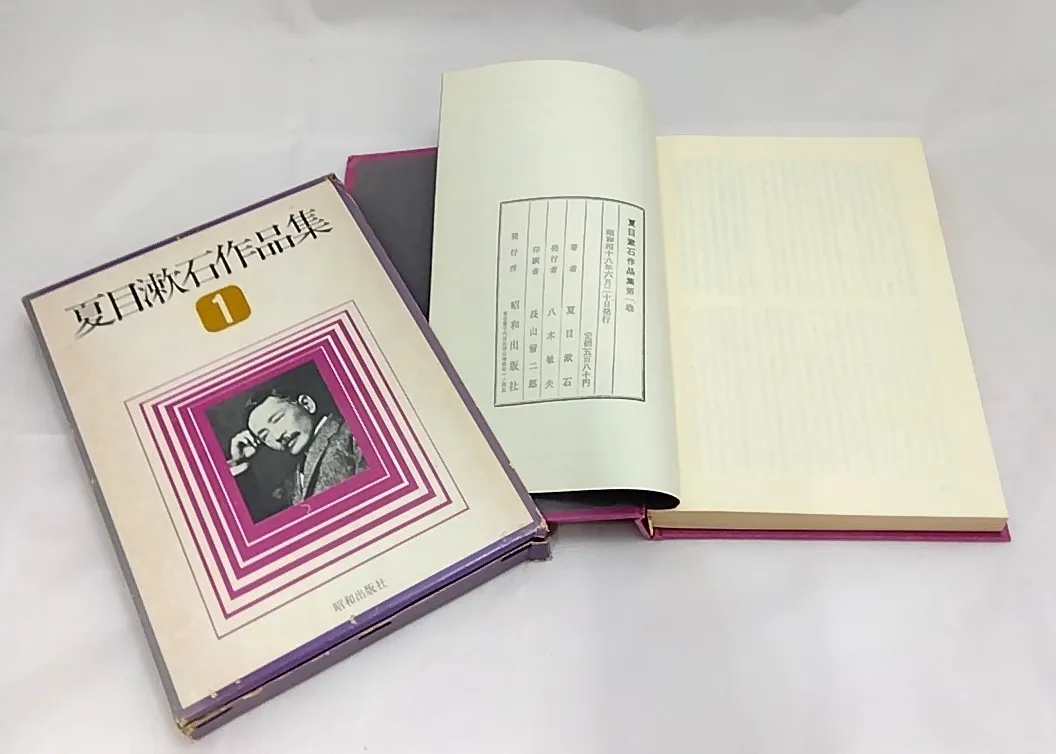 夏目漱石作品集
1
昭和出版社
夏目漱石作品集第一巻
昭和四十八年六月二十日発行
定価五百八十円
著者 夏目漱石
発行者 八木敏夫
印刷者 長山留二郎
発行所 昭和出版社